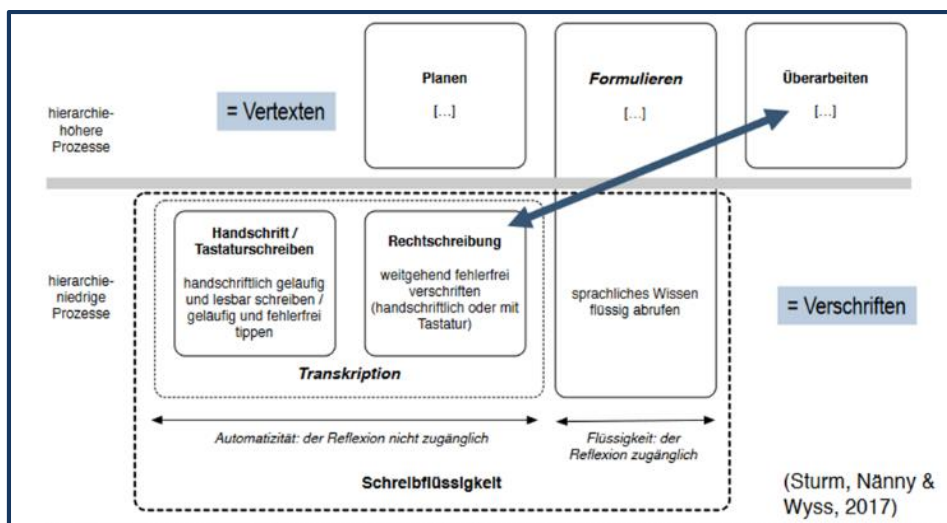 hierarchie-
höhere
Prozesse
= Vertexten
Planen
[...]
Formulieren
[...]
Überarbeiten
[...]
hierarchie-
niedrige
Prozesse
Handschrift /
Tastaturschreiben
handschriftlich geläufig
und lesbar schreiben /
geläufig und fehlerfrei
tippen
Rechtschreibung
weitgehend fehlerfrei
verschriften
(handschriftlich oder mit
Tastatur)
Transkription
sprachliches Wissen
flüssig abrufen
= Verschriften
Automatizität: der Reflexion nicht zugänglich
Flüssigkeit: der
Reflexion zugänglich
Schreibflüssigkeit
(Sturm, Nänny &
Wyss, 2017)